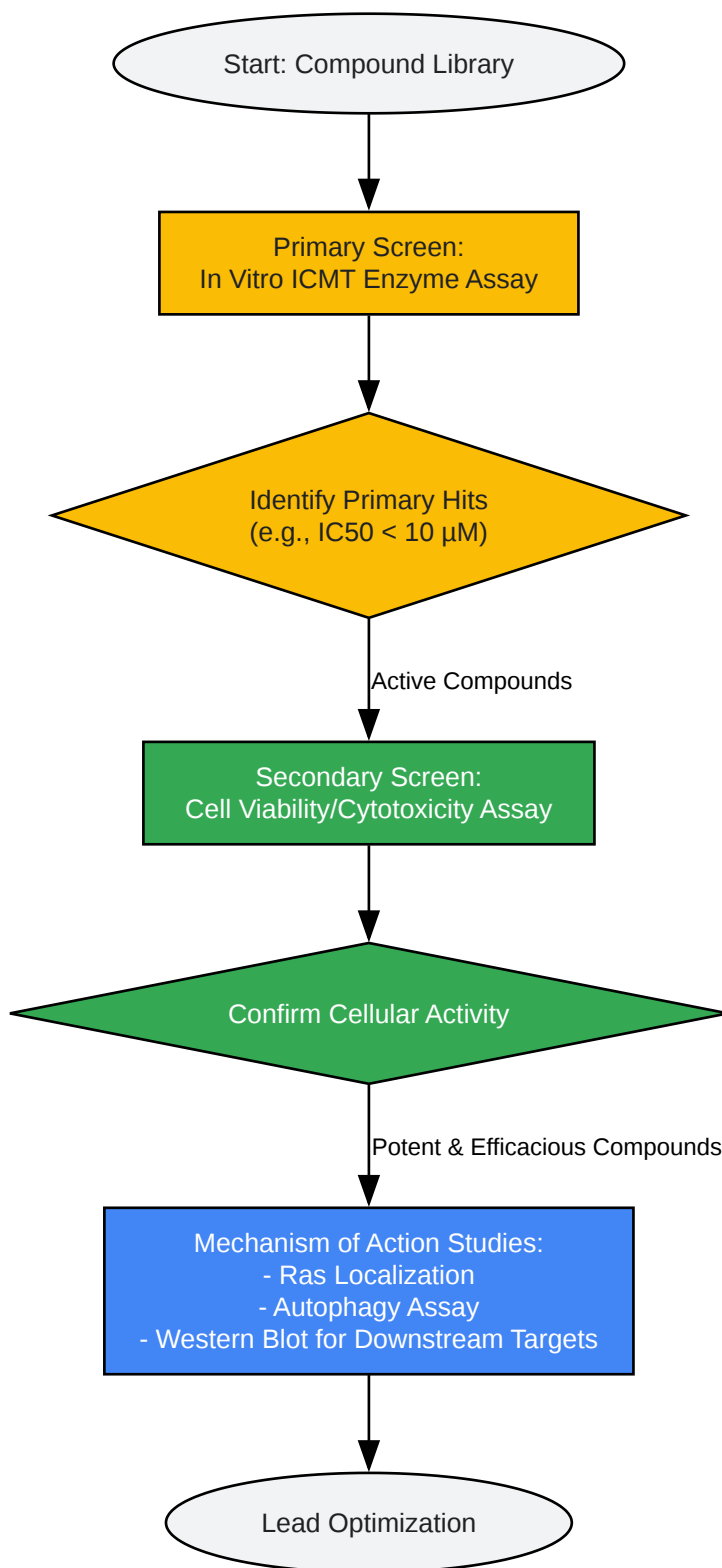 Start: Compound Library
Primary Screen:
In Vitro ICMT Enzyme Assay
Identify Primary Hits
(e.g., IC50 < 10 µM)
Active Compounds
Secondary Screen:
Cell Viability/Cytotoxicity Assay
Confirm Cellular Activity
Potent & Efficacious Compounds
Mechanism of Action Studies:
- Ras Localization
- Autophagy Assay
- Western Blot for Downstream Targets
Lead Optimization